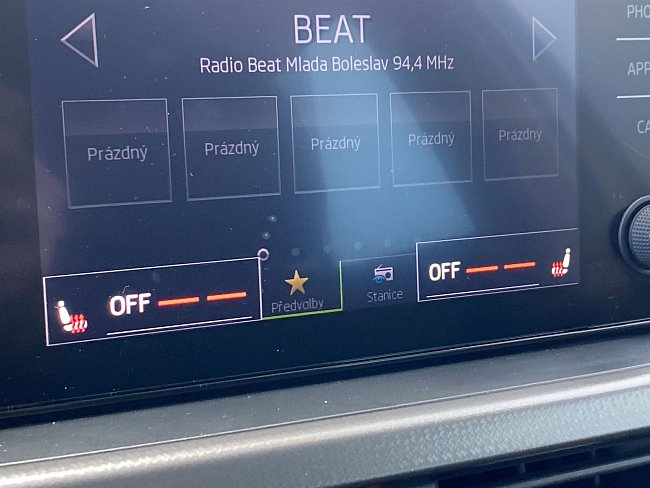 BEAT
Radio Beat Mlada Boleslav 94,4 MHz
Prázdný Prázdný Prázdný Prázdný Prázdný
OFF
Předvolby
Stanice
OFF
PHO
APP
CA